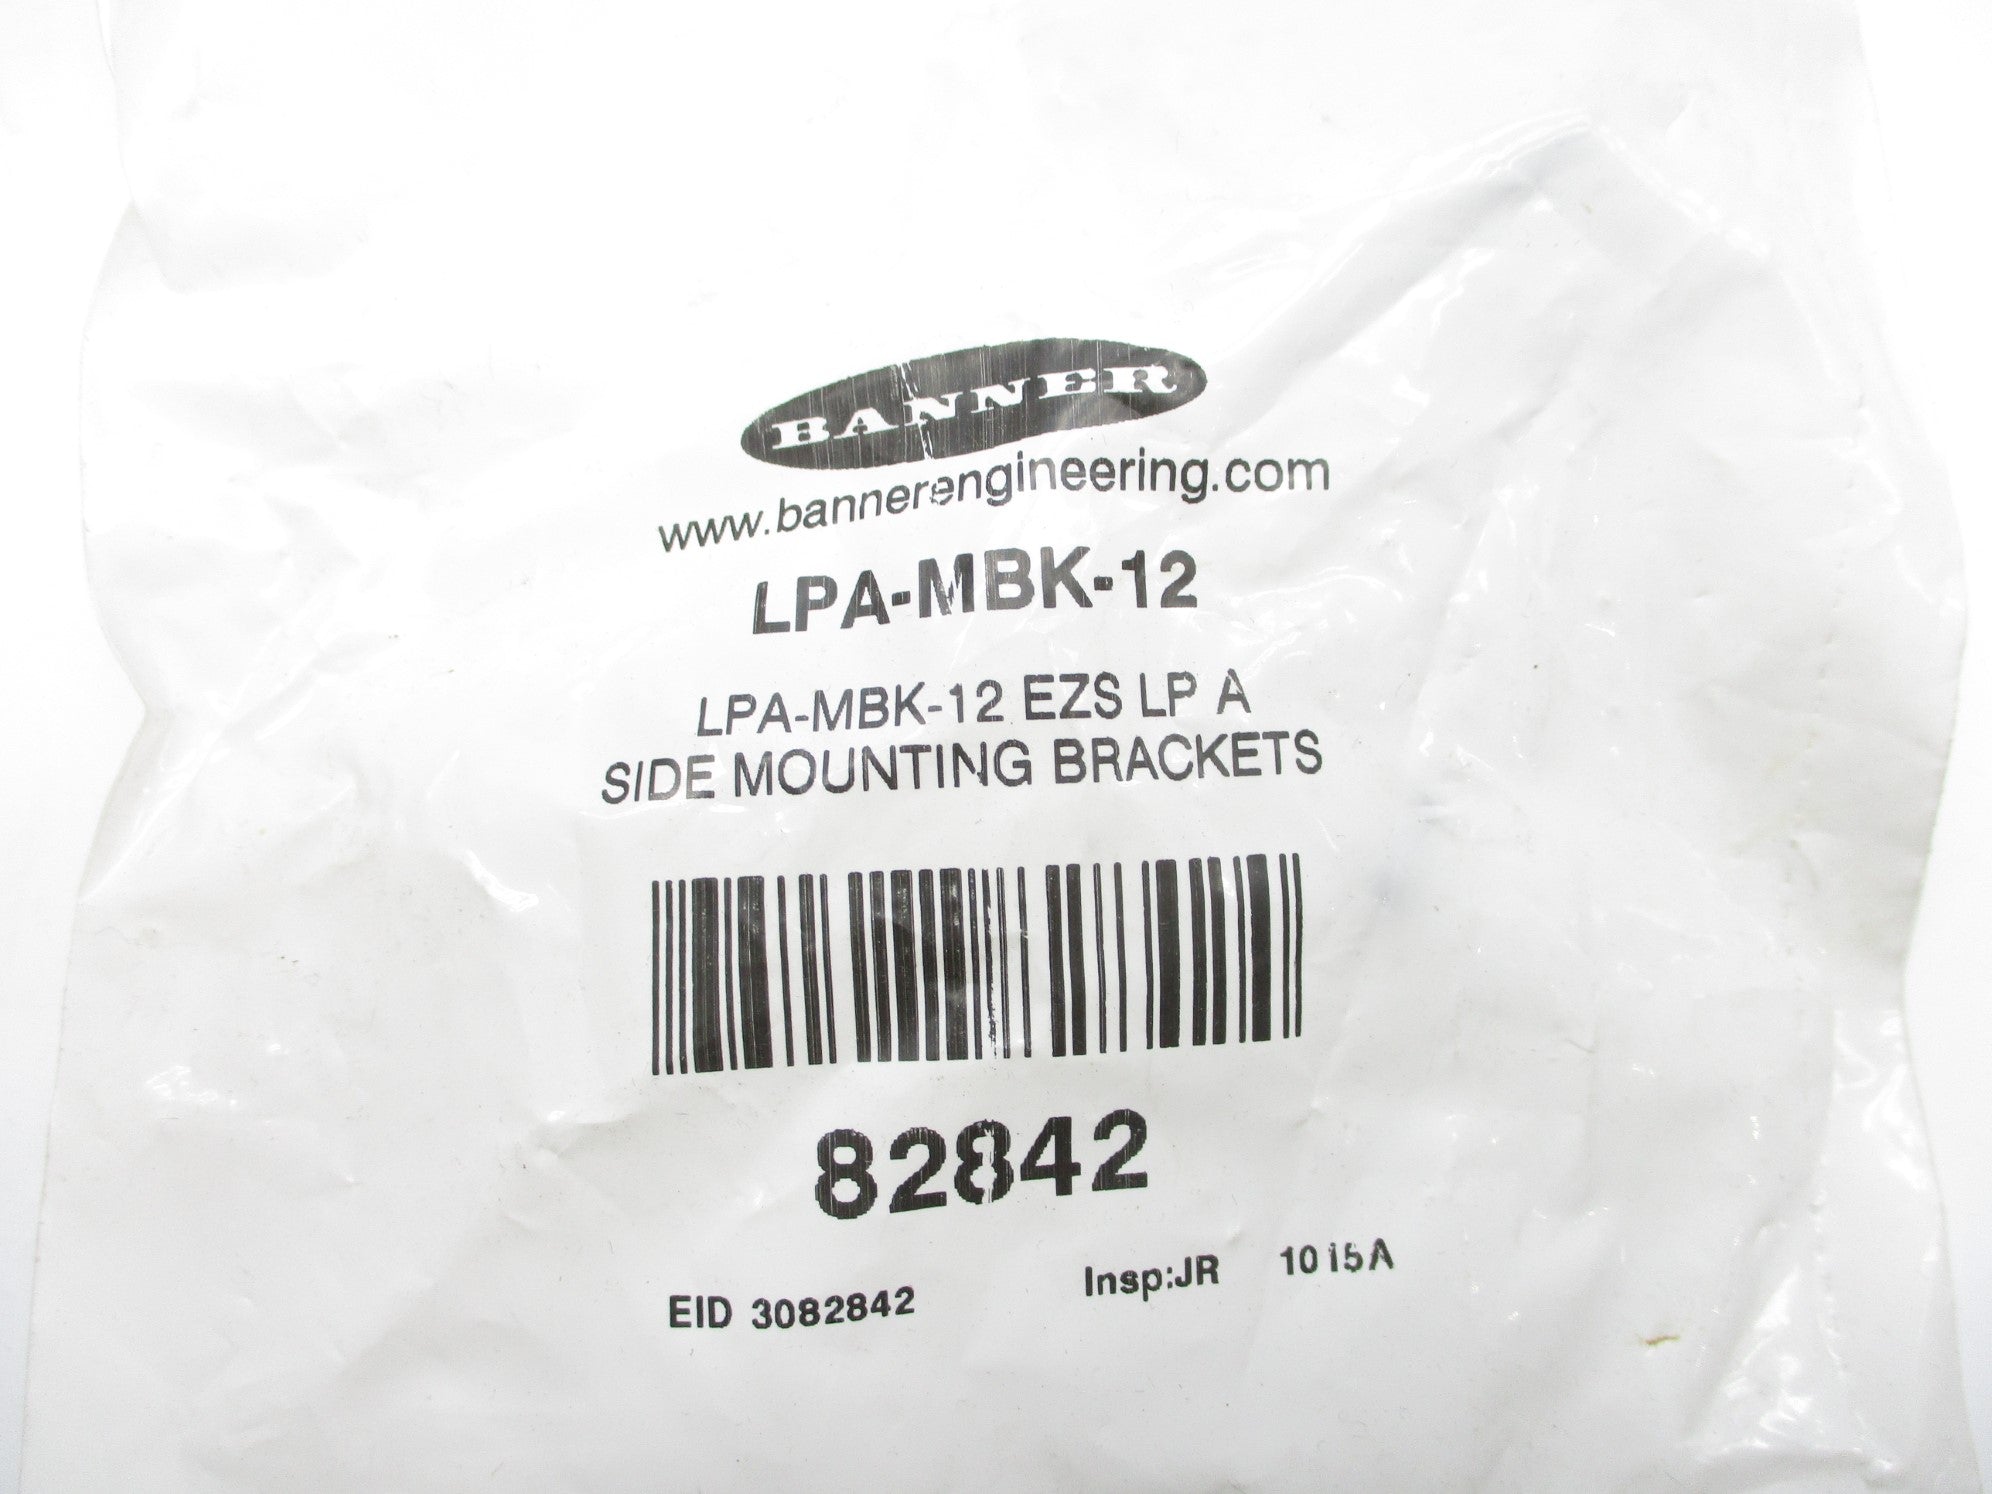 BANNER
www.bannerengineering.com
LPA-MBK-12
LPA-MBK-12 EZS LP A
SIDE MOUNTING BRACKETS
82842
EID 3082842 Insp:JR 1015A